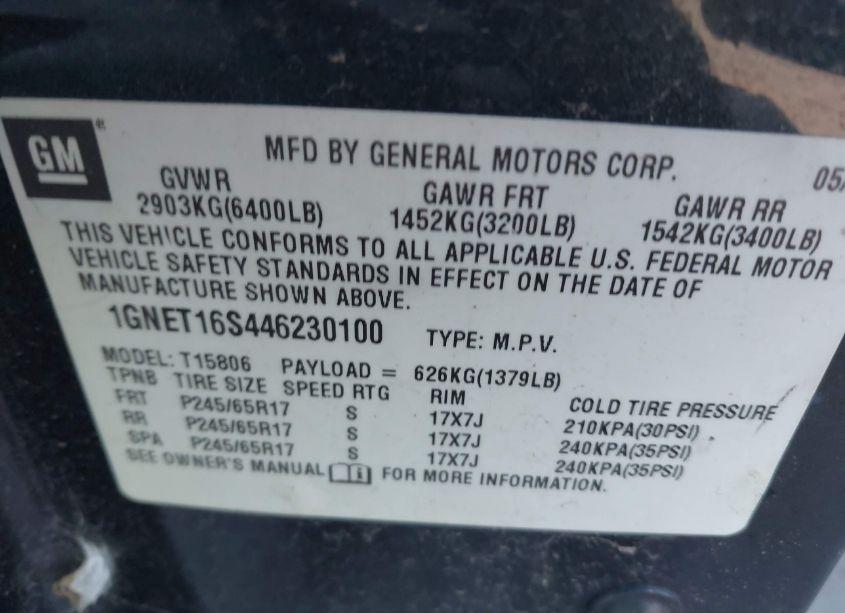 GM
MFD BY GENERAL MOTORS CORP. 05/
GVWR GAWR FRT GAWR RR
2903KG(6400LB) 1452KG(3200LB) 1542KG(3400LB)
THIS VEHICLE CONFORMS TO ALL APPLICABLE U.S. FEDERAL MOTOR
VEHICLE SAFETY STANDARDS IN EFFECT ON THE DATE OF
MANUFACTURE SHOWN ABOVE.
1GNET16S446230100 TYPE: M.P.V.
MODEL: T15806 PAYLOAD = 626KG(1379LB)
TPNB TIRE SIZE SPEED RTG RIM COLD TIRE PRESSURE
FRT P245/65R17 S 17X7J 210KPA(30PSI)
RR P245/65R17 S 17X7J 240KPA(35PSI)
SPA P245/65R17 S 17X7J 240KPA(35PSI)
SEE OWNER'S MANUAL FOR MORE INFORMATION.